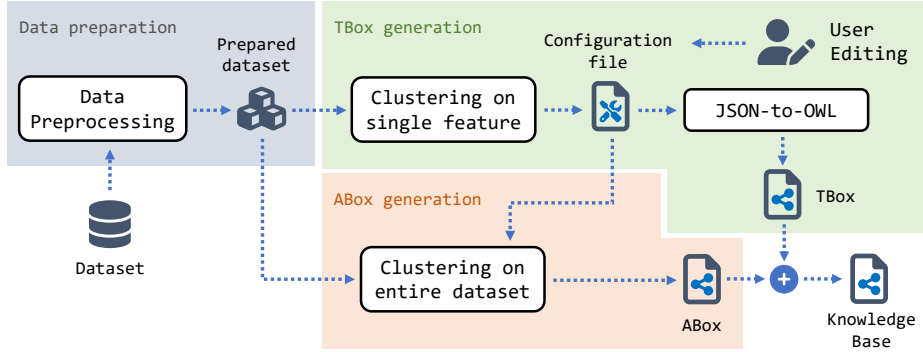 Data preparation
Data
Preprocessing
Prepared
dataset
Dataset
TBox generation
Clustering on
single feature
Configuration
file
User
Editing
JSON-to-OWL
TBox
ABox generation
Clustering on
entire dataset
ABox
Knowledge
Base